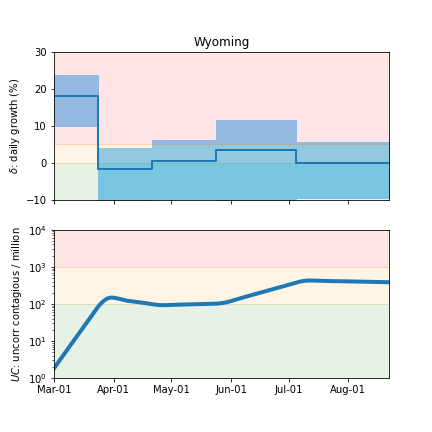 Wyoming
δ: daily growth (%)
30
20
10
0
−10
UC: uncorr contagious / million
10⁴
10³
10²
10¹
10⁰
Mar-01 Apr-01 May-01 Jun-01 Jul-01 Aug-01